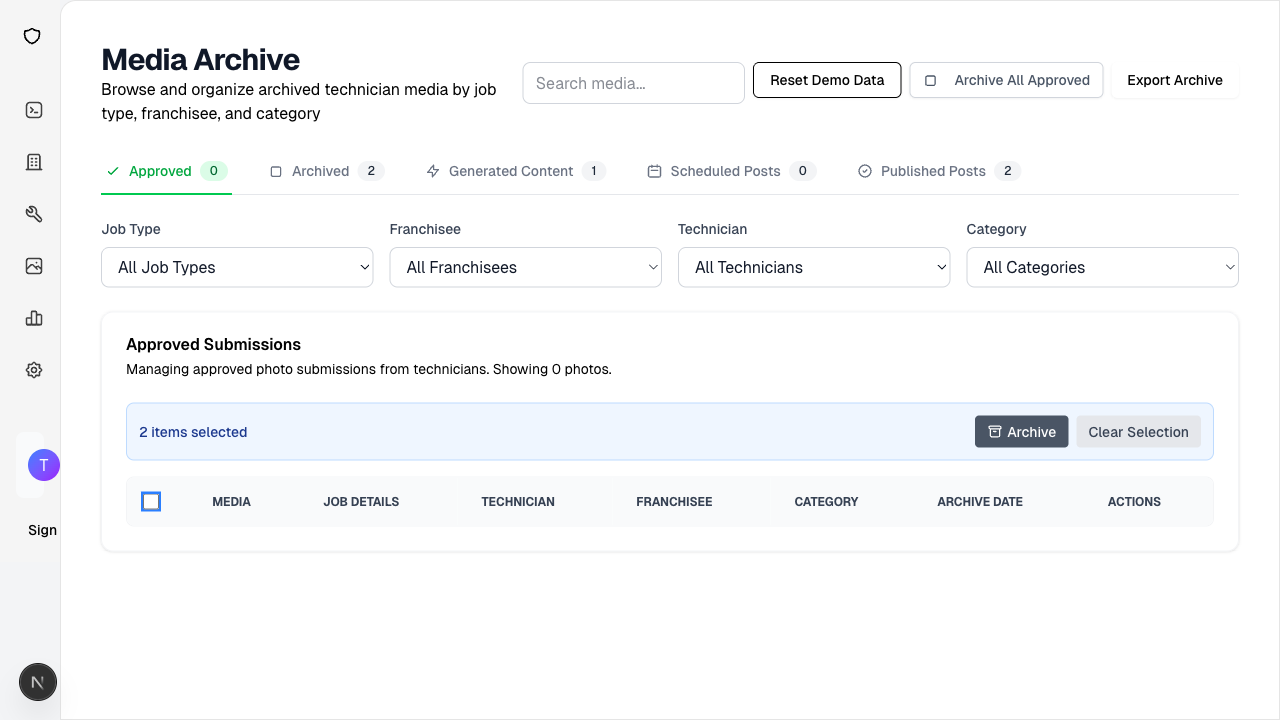 Media Archive
Browse and organize archived technician media by job
type, franchisee, and category
Search media...
Reset Demo Data
Archive All Approved
Export Archive
Approved 0
Archived 2
Generated Content 1
Scheduled Posts 0
Published Posts 2
Job Type
Franchisee
Technician
Category
All Job Types
All Franchisees
All Technicians
All Categories
Approved Submissions
Managing approved photo submissions from technicians. Showing 0 photos.
2 items selected
Archive
Clear Selection
MEDIA
JOB DETAILS
TECHNICIAN
FRANCHISEE
CATEGORY
ARCHIVE DATE
ACTIONS
T
Sign
N